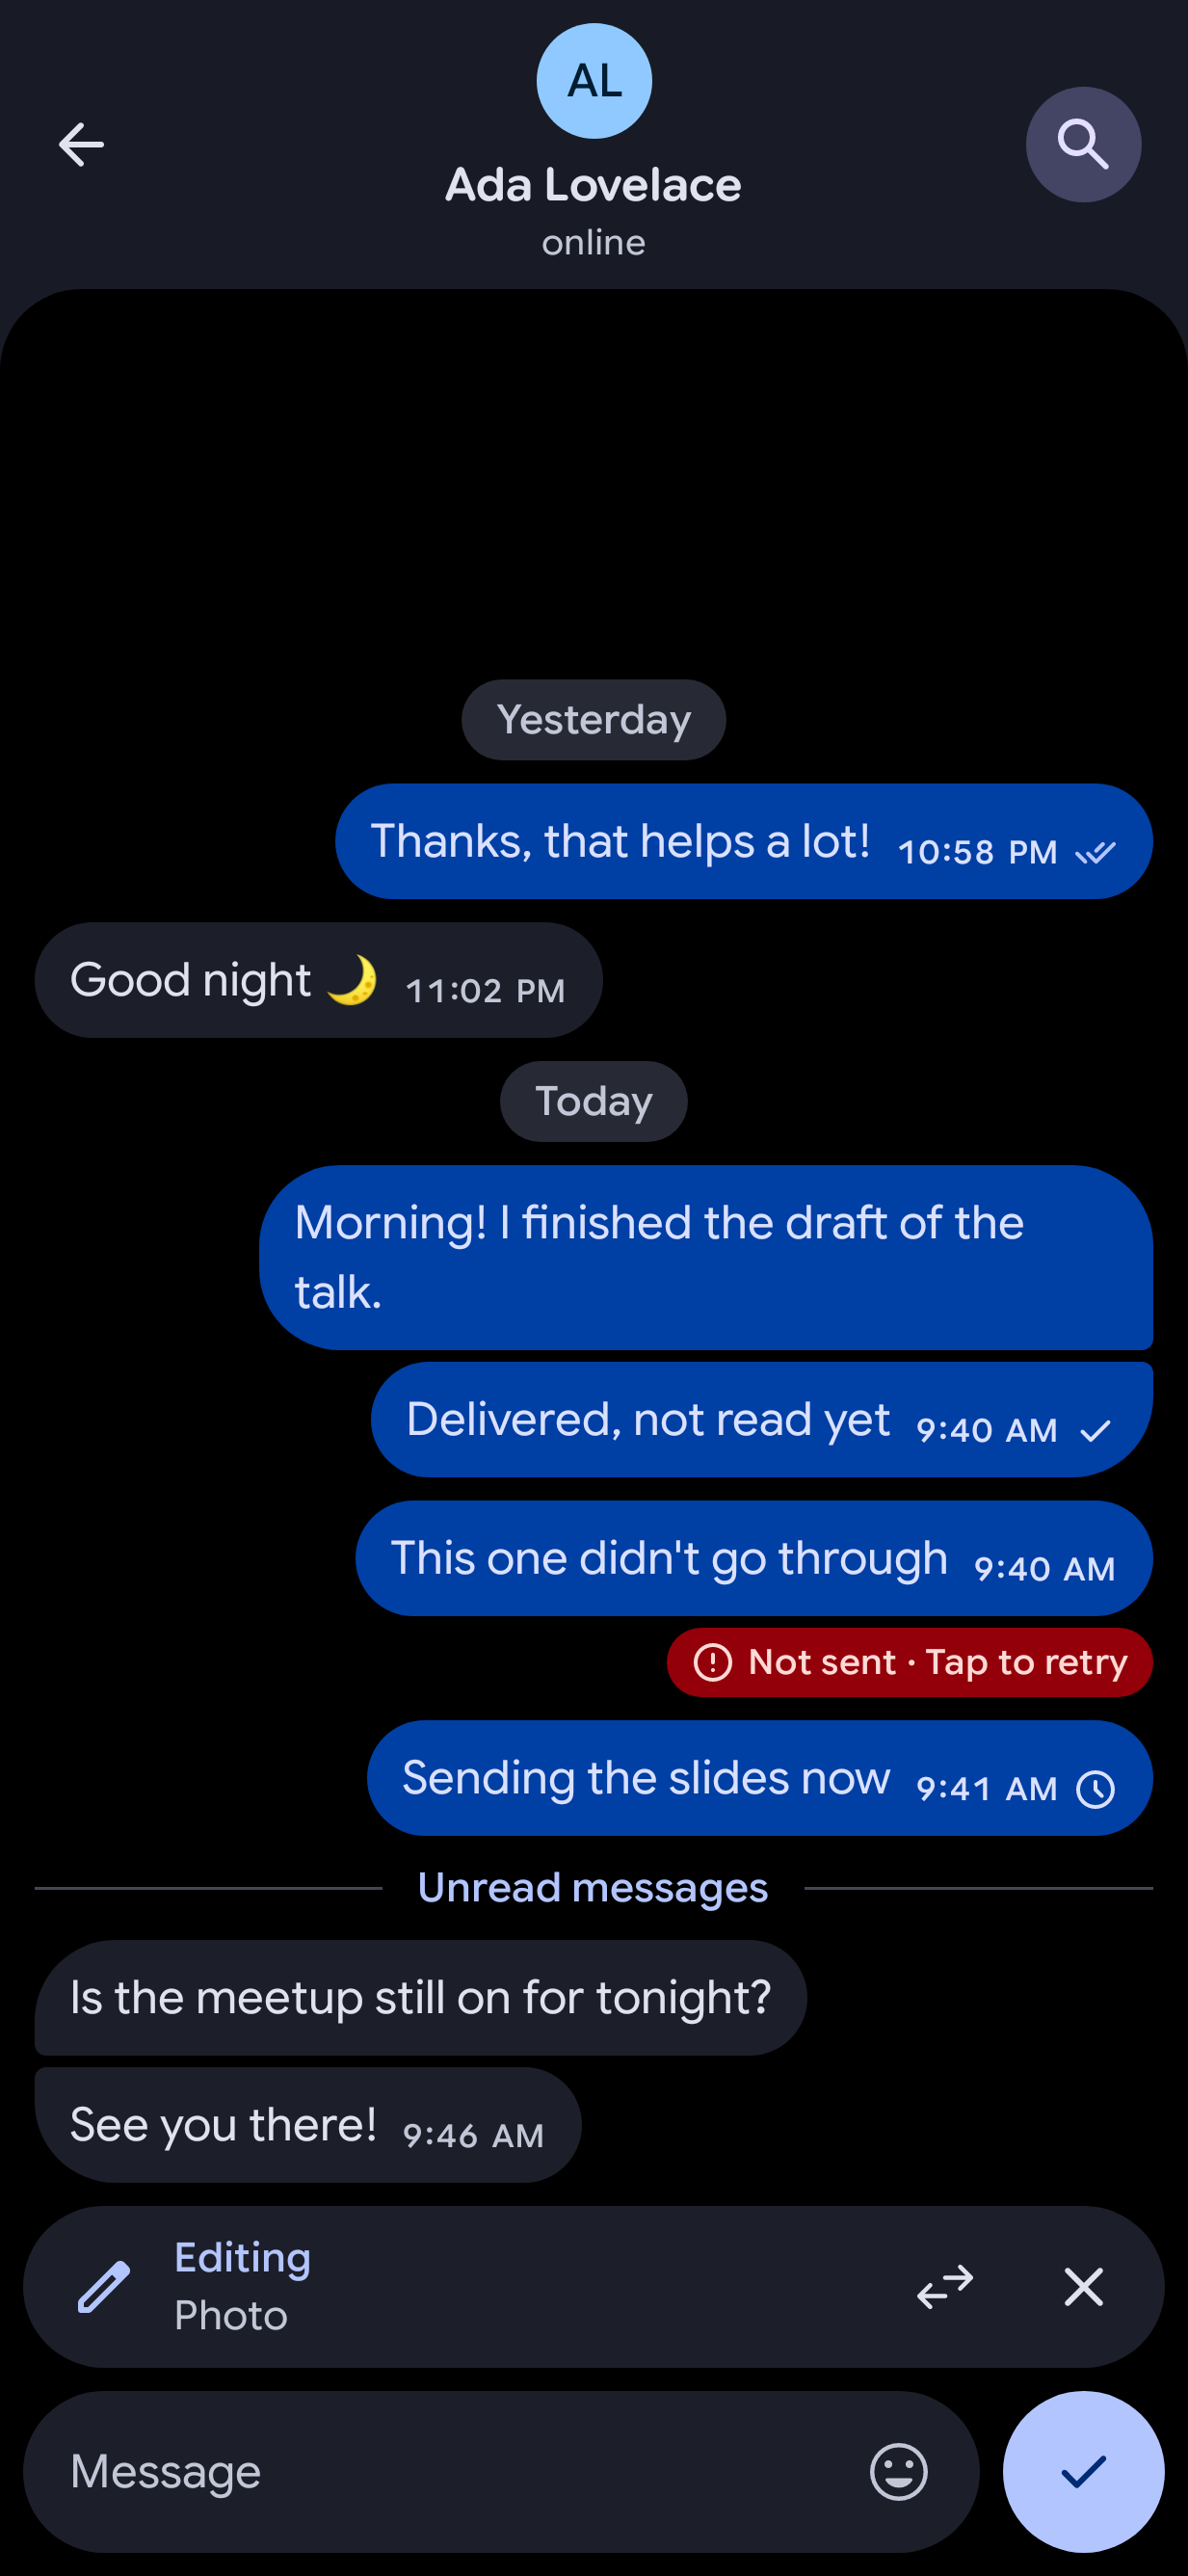 AL
Ada Lovelace
online
Yesterday
Thanks, that helps a lot! 10:58 PM
Good night 🌙 11:02 PM
Today
Morning! I finished the draft of the
talk.
Delivered, not read yet 9:40 AM
This one didn't go through 9:40 AM
Not sent · Tap to retry
Sending the slides now 9:41 AM
Unread messages
Is the meetup still on for tonight?
See you there! 9:46 AM
Editing
Photo
Message